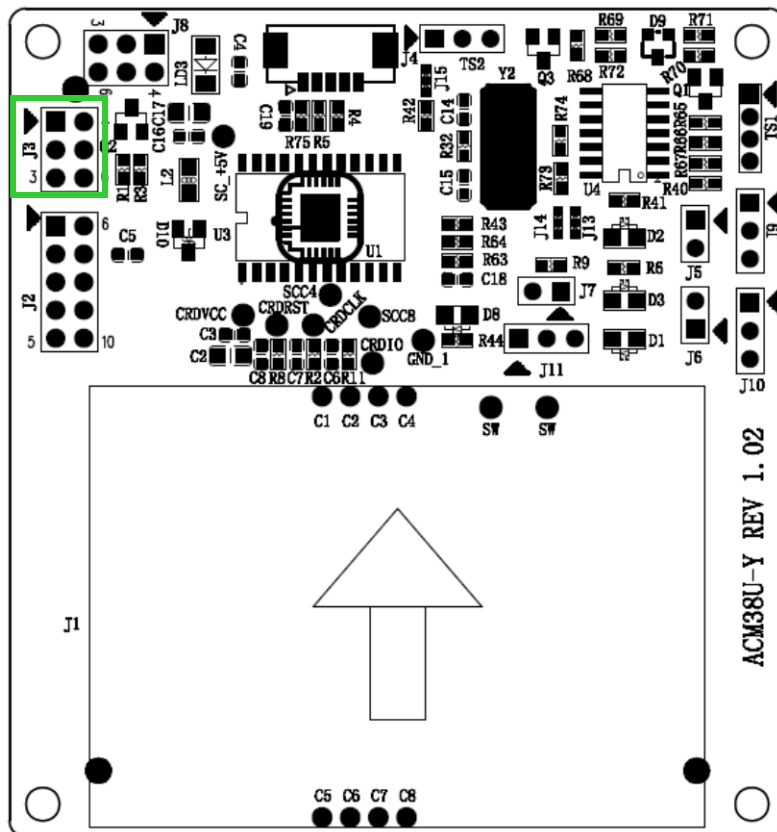 3
J8
6
4
LD3
C4
J4
TS2
Y2
Q3
R69
D9
R71
R68
R72
R70
Q1
J15
R42
C19
R75
R5
R4
C17
C16
SC_+5V
L2
R1
R3
J3
3
C14
R32
C15
R74
R73
U4
R65
R66
R67
R40
TS1
R41
J2
6
5
10
C5
D10
U3
U1
R43
R64
R63
C18
J14
J13
D2
R9
R6
J5
J9
SCC4
CRDVCC
CRDRST
CRDCLK
SCC8
D8
J7
D3
C3
C2
C8
R8
C7
R2
C6
R11
CRDIO
GND_1
R44
J11
D1
J6
J10
C1
C2
C3
C4
SW
SW
ACM38U-Y REV 1.02
J1
C5
C6
C7
C8